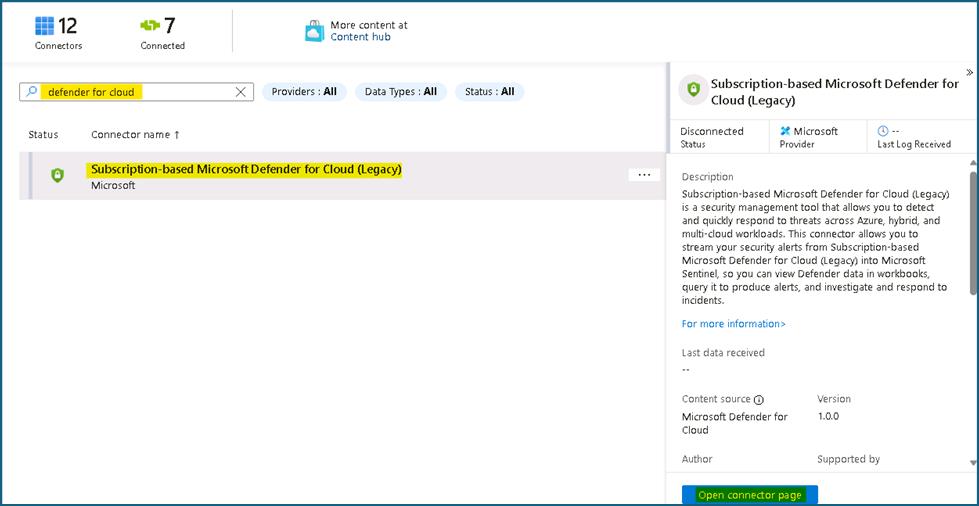 12
Connectors
7
Connected
More content at
Content hub
defender for cloud
Providers : All
Data Types : All
Status : All
Status
Connector name ↑
Subscription-based Microsoft Defender for Cloud (Legacy)
Microsoft
...
»
Subscription-based Microsoft Defender for
Cloud (Legacy)
Disconnected
Status
Microsoft
Provider
--
Last Log Received
Description
Subscription-based Microsoft Defender for Cloud (Legacy)
is a security management tool that allows you to detect
and quickly respond to threats across Azure, hybrid, and
multi-cloud workloads. This connector allows you to
stream your security alerts from Subscription-based
Microsoft Defender for Cloud (Legacy) into Microsoft
Sentinel, so you can view Defender data in workbooks,
query it to produce alerts, and investigate and respond to
incidents.
For more information>
Last data received
--
Content source
Version
Microsoft Defender for
Cloud
1.0.0
Author
Supported by
Open connector page